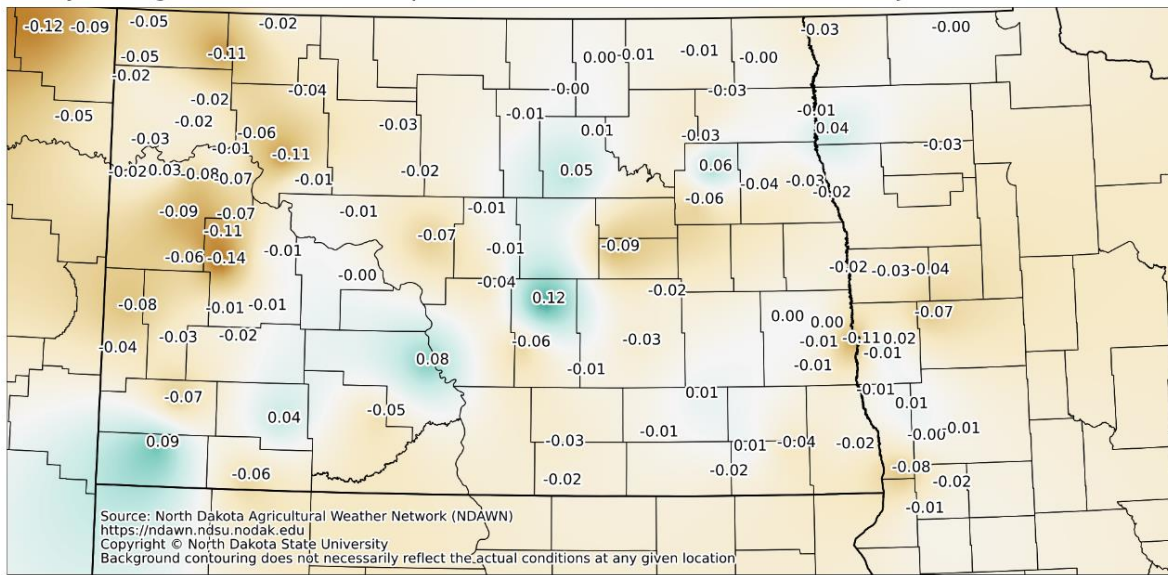 -0.12 -0.09 -0.05 -0.02 -0.03 -0.00
-0.05 -0.11 0.00 -0.01 -0.01 -0.00
-0.02 -0.04 -0.00 -0.03
-0.05 -0.02 -0.01 -0.01
-0.02 -0.03 0.01 0.04
-0.03 -0.06 -0.03 -0.03
-0.01 -0.11 0.06
-0.02 0.03 -0.08 -0.07 -0.01 -0.02 0.05 -0.04 -0.03 -0.02
-0.06
-0.09 -0.07 -0.01 -0.01
-0.11 -0.07
-0.06 -0.14 -0.01 -0.01 -0.09
-0.00 -0.02 -0.03 -0.04
-0.04 -0.02
-0.08 -0.01 -0.01 0.12
0.00 0.00 -0.07
-0.03 -0.02 -0.06 -0.03 -0.01 -0.11 0.02
-0.04 0.08 -0.01 -0.01 -0.01
-0.07 0.01 -0.01 0.01
0.04 -0.05
0.09 -0.03 -0.01 0.01 -0.04 -0.02 -0.00 -0.01
-0.06 -0.02 -0.02 -0.08 -0.02
-0.01
Source: North Dakota Agricultural Weather Network (NDAWN)
https://ndawn.ndsu.nodak.edu
Copyright © North Dakota State University
Background contouring does not necessarily reflect the actual conditions at any given location